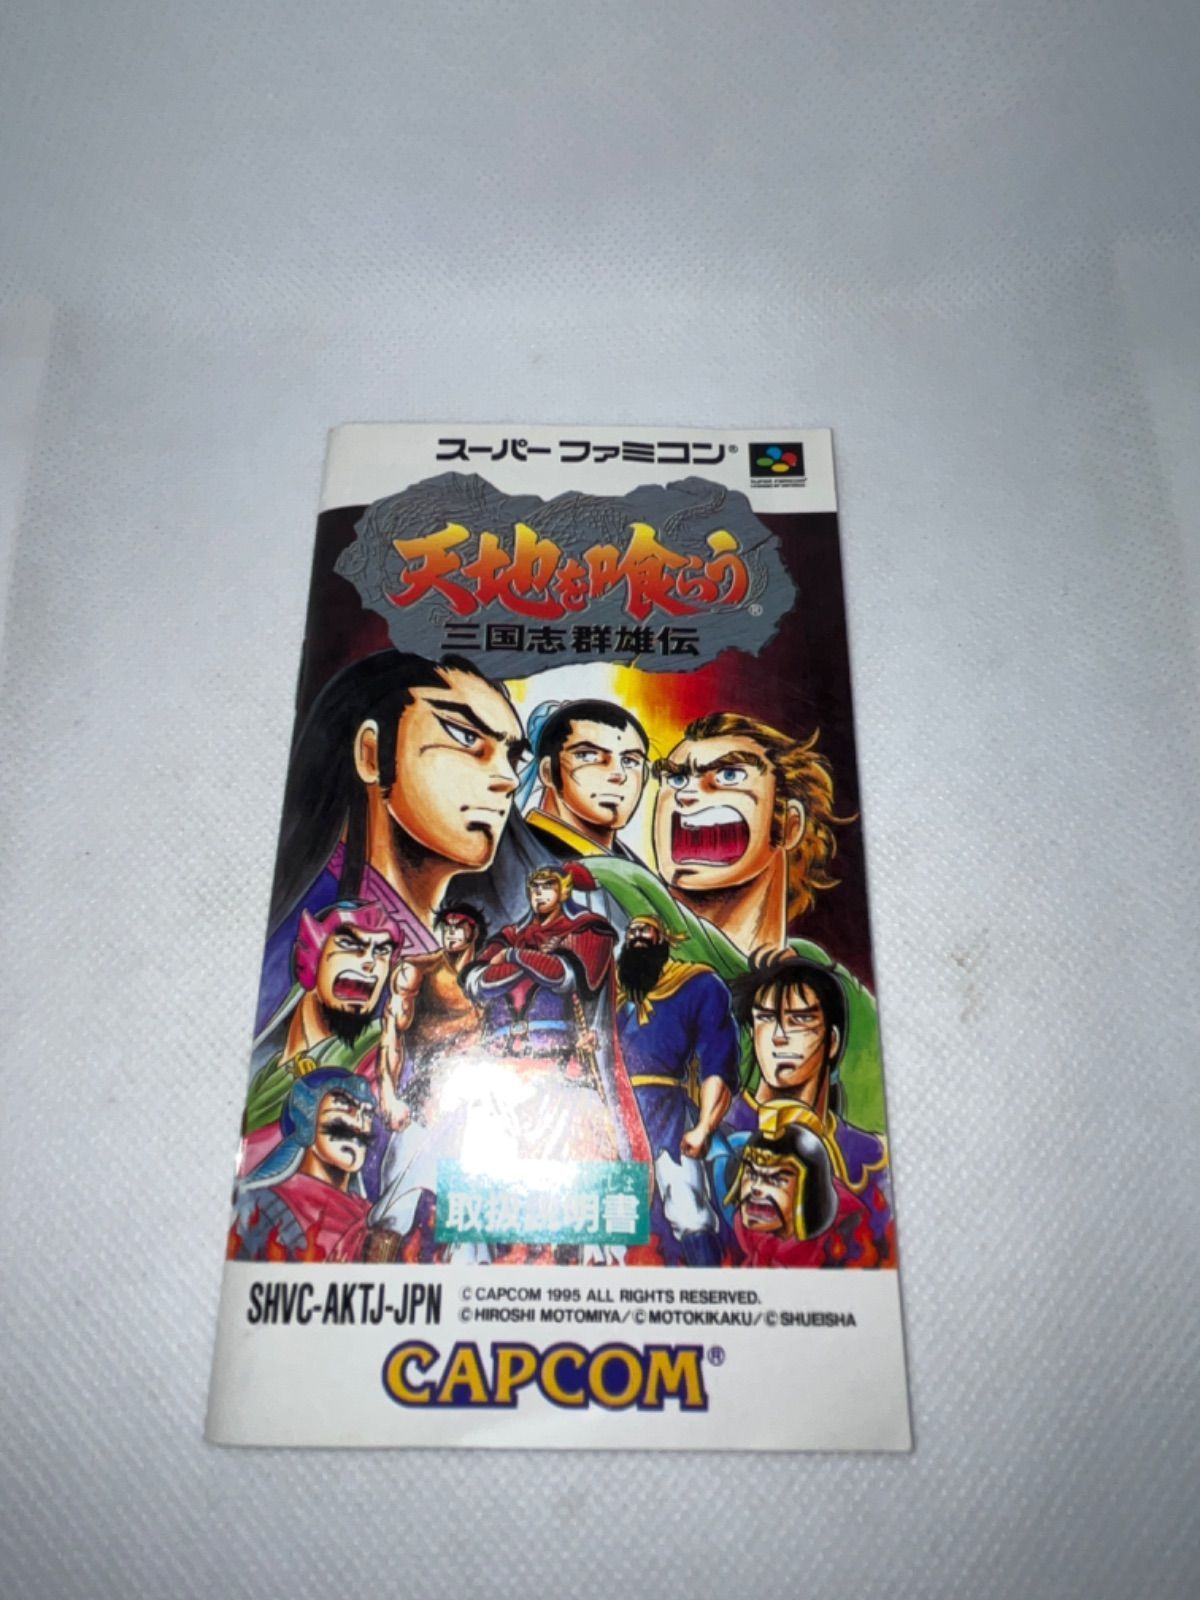 スーパーファミコン®
天地を喰らう®
三国志群雄伝
しょ
取扱説明書
SHVC-AKTJ-JPN
© CAPCOM 1995 ALL RIGHTS RESERVED.
© HIROSHI MOTOMIYA/© MOTOKIKAKU/© SHUEISHA
CAPCOM®